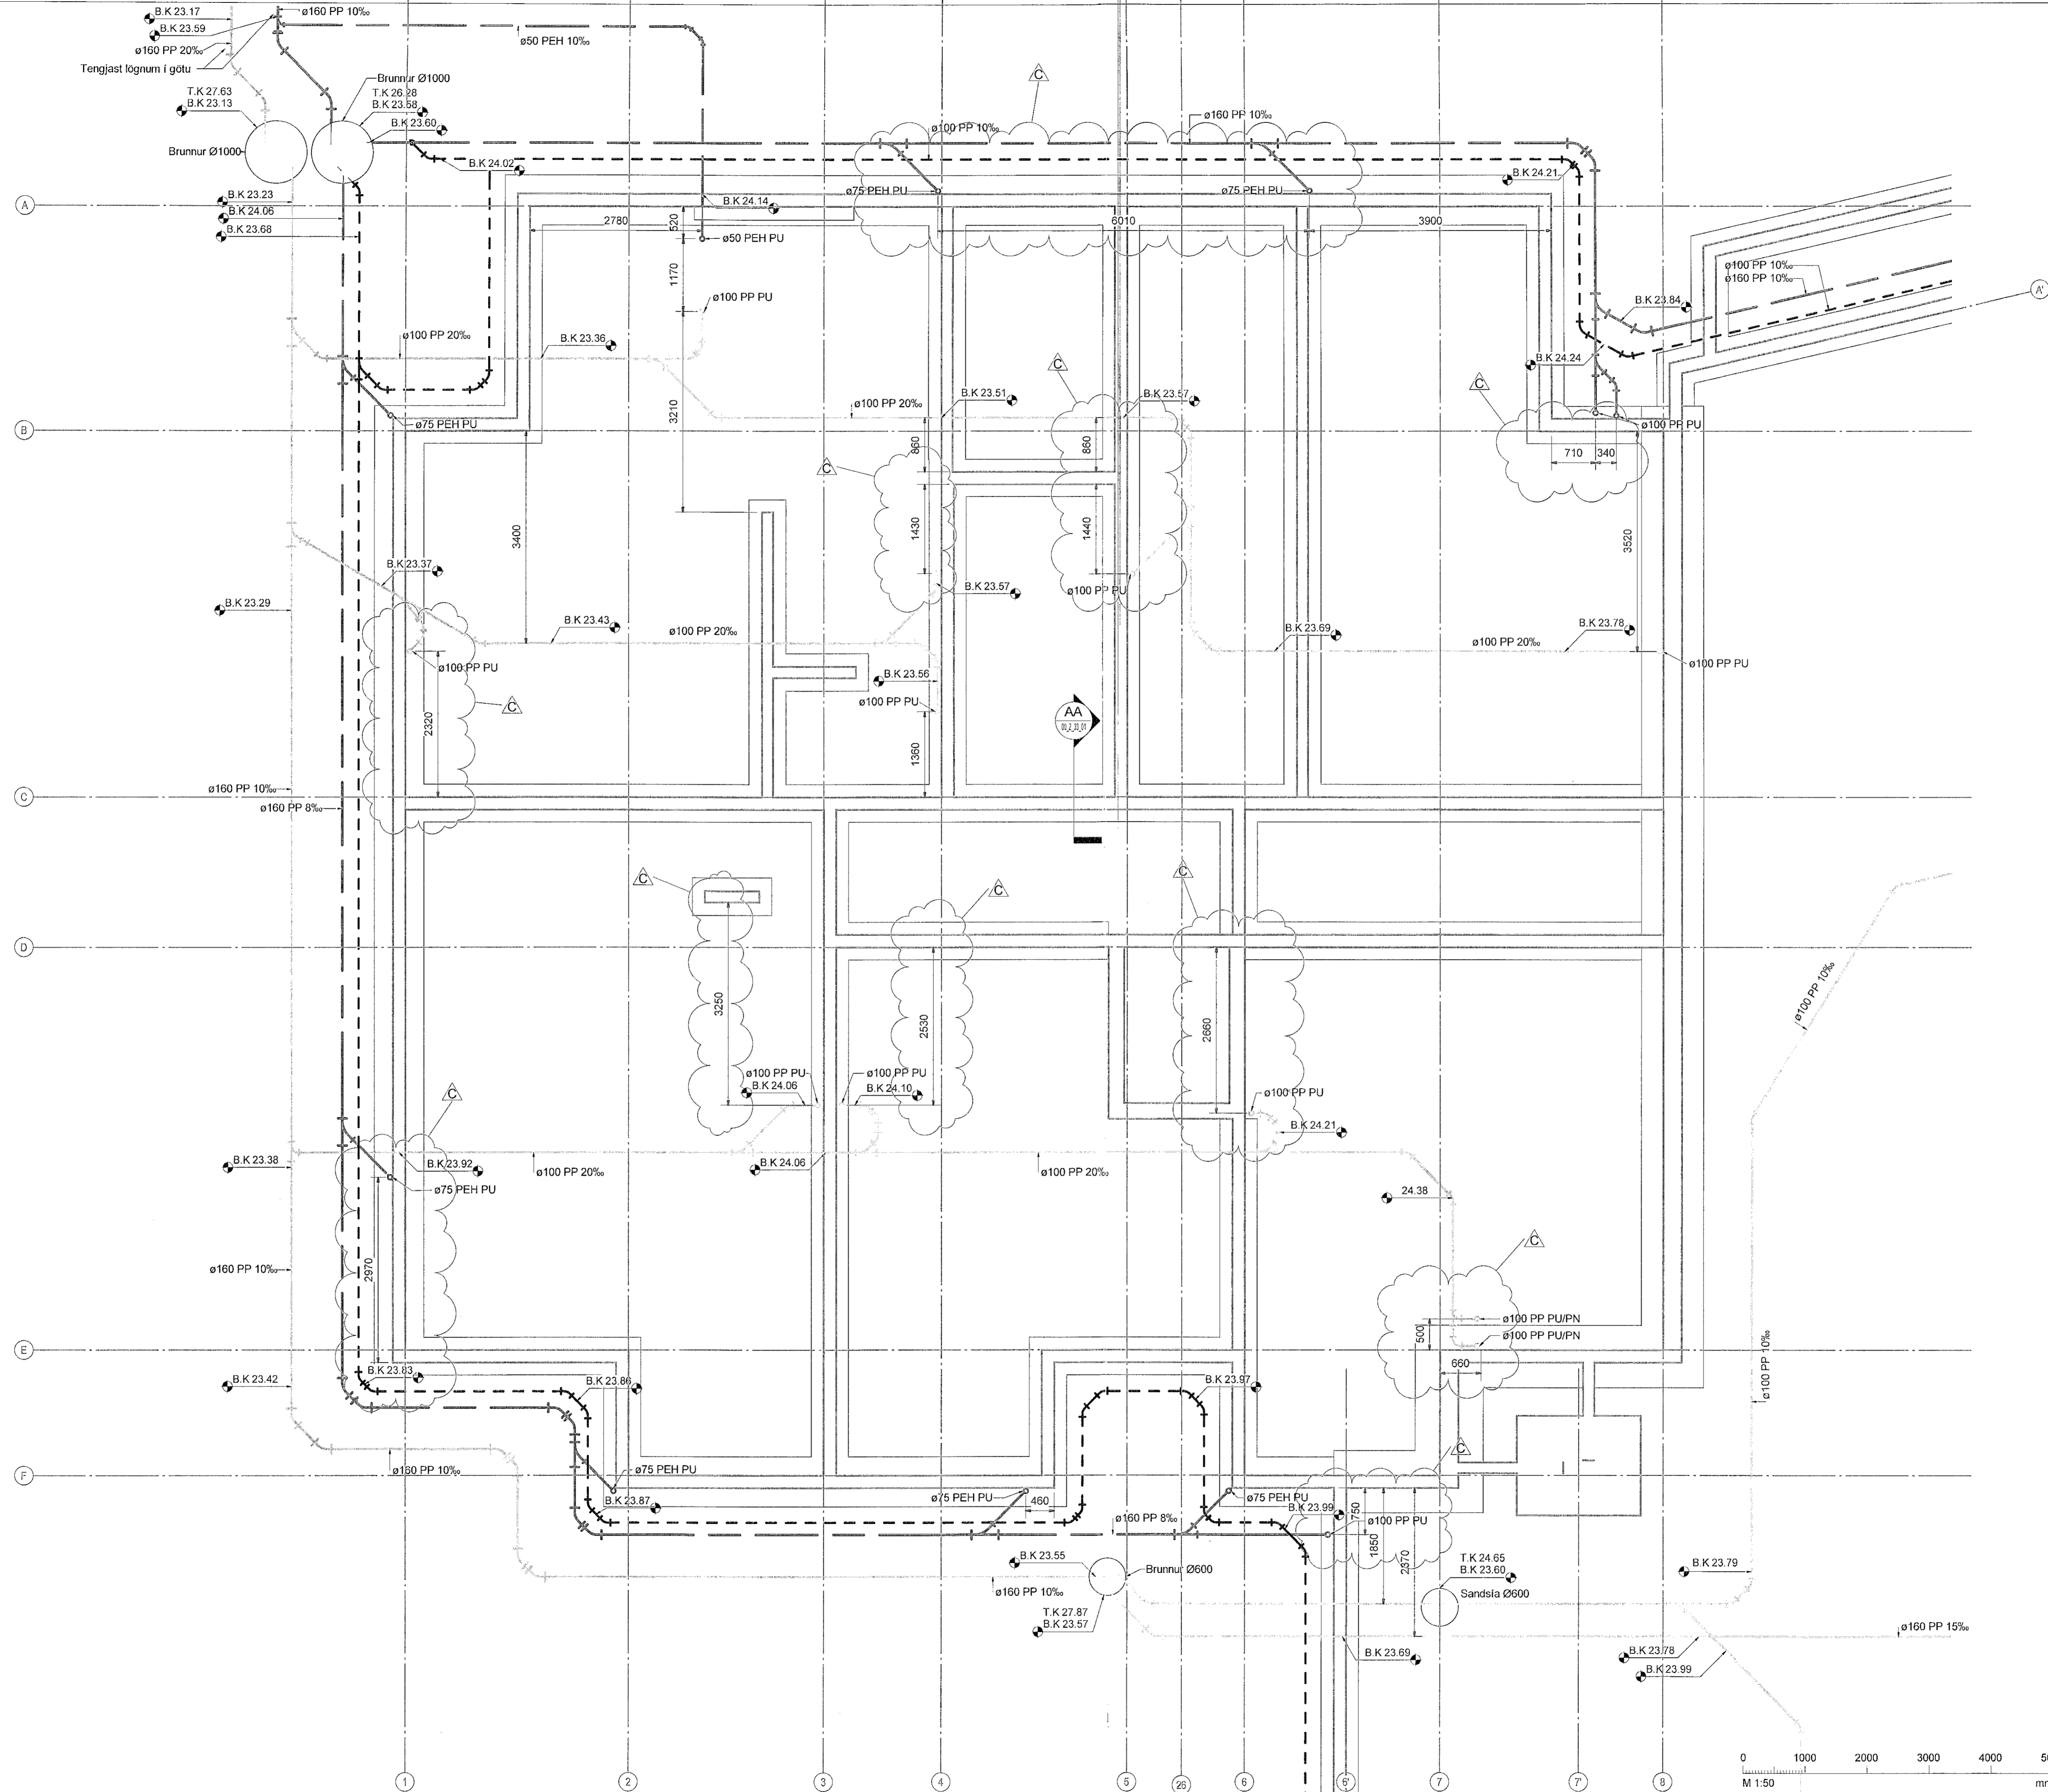 B.K 23.17
ø160 PP 10‰
B.K 23.59
ø160 PP 20‰
ø50 PEH 10‰
Tengjast lögnum í götu
Brunnur Ø1000
T.K 27.63
B.K 23.13
T.K 26.28
B.K 23.58
B.K 23.60
Brunnur Ø1000
C
ø160 PP 10‰
ø100 PP 10‰
B.K 24.02
B.K 24.21
ø75 PEH PU
ø75 PEH PU
B.K 23.23
B.K 24.06
B.K 23.68
A
B.K 24.14
2780
520
6010
3900
ø50 PEH PU
1170
ø100 PP 10‰
ø160 PP 10‰
A'
ø100 PP PU
B.K 23.84
ø100 PP 20‰
B.K 23.36
B.K 24.24
C
C
3210
ø100 PP 20‰
B.K 23.51
B.K 23.57
ø75 PEH PU
B
ø100 PP PU
860
860
710
340
C
3400
1430
1440
3520
B.K 23.37
B.K 23.57
ø100 PP PU
B.K 23.29
B.K 23.43
ø100 PP 20‰
B.K 23.69
B.K 23.78
ø100 PP 20‰
ø100 PP PU
ø100 PP PU
B.K 23.56
ø100 PP PU
C
2320
AA
00_2_33_01
1360
ø160 PP 10‰
ø160 PP 8‰
C
C
C
C
D
3250
2530
2660
ø100 PP 10‰
ø100 PP PU
ø100 PP PU
B.K 24.06
B.K 24.10
ø100 PP PU
C
B.K 24.21
B.K 23.38
B.K 23.92
ø100 PP 20‰
B.K 24.06
ø100 PP 20‰
ø75 PEH PU
24.38
C
2970
ø160 PP 10‰
ø100 PP PU/PN
500
ø100 PP PU/PN
E
660
ø100 PP 10‰
B.K 23.83
B.K 23.42
B.K 23.86
B.K 23.97
C
ø160 PP 10‰
F
ø75 PEH PU
ø75 PEH PU
ø75 PEH PU
B.K 23.87
460
B.K 23.99
750
ø160 PP 8‰
ø100 PP PU
1850
2370
B.K 23.55
Brunnur Ø600
T.K 24.65
B.K 23.60
B.K 23.79
ø160 PP 10‰
Sandsía Ø600
T.K 27.87
B.K 23.57
ø160 PP 15‰
B.K 23.69
B.K 23.78
B.K 23.99
0 1000 2000 3000 4000
M 1:50
1
2
3
4
5
26
6
6'
7
7'
8